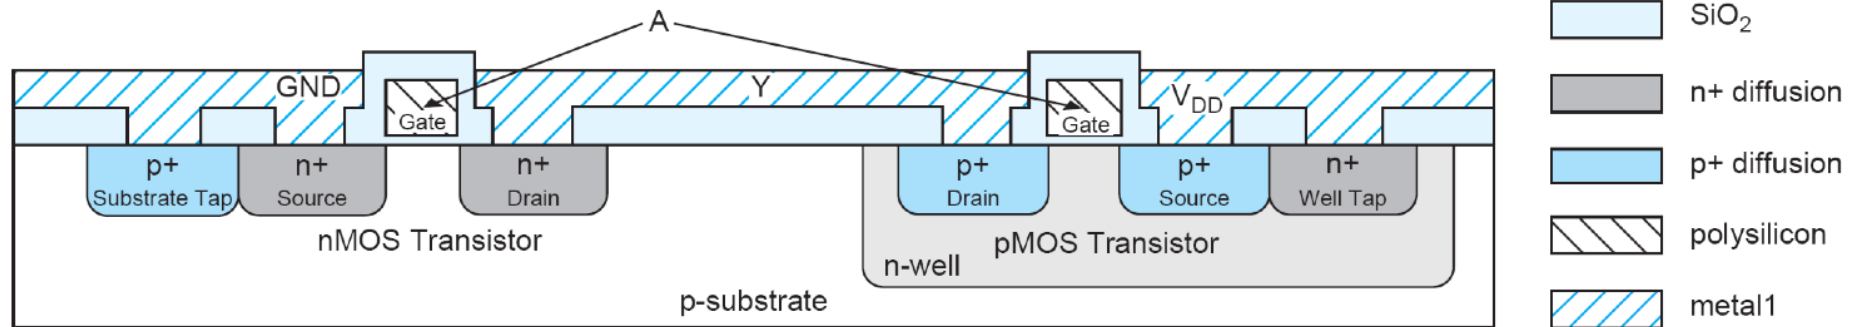 A
SiO2
GND
Y
VDD
Gate
Gate
n+ diffusion
p+
n+
n+
p+
p+
n+
p+ diffusion
Substrate Tap
Source
Drain
Drain
Source
Well Tap
nMOS Transistor
pMOS Transistor
polysilicon
n-well
p-substrate
metal1